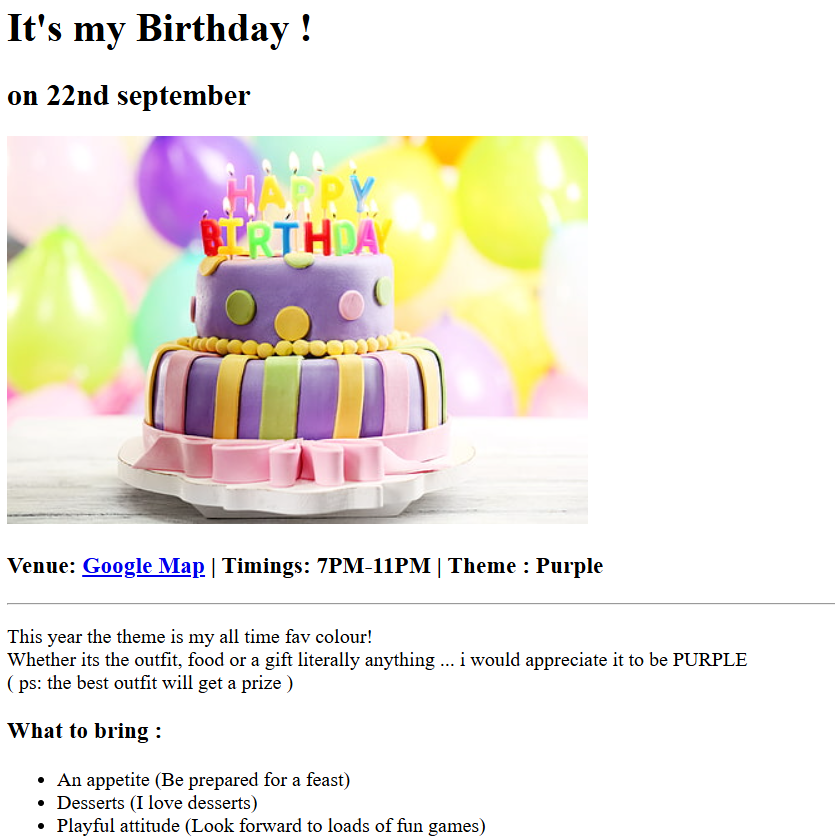 It's my Birthday !
on 22nd september
HAPPY
BIRTHDAY
Venue: Google Map | Timings: 7PM-11PM | Theme : Purple
This year the theme is my all time fav colour!
Whether its the outfit, food or a gift literally anything ... i would appreciate it to be PURPLE
( ps: the best outfit will get a prize )
What to bring :
An appetite (Be prepared for a feast)
Desserts (I love desserts)
Playful attitude (Look forward to loads of fun games)